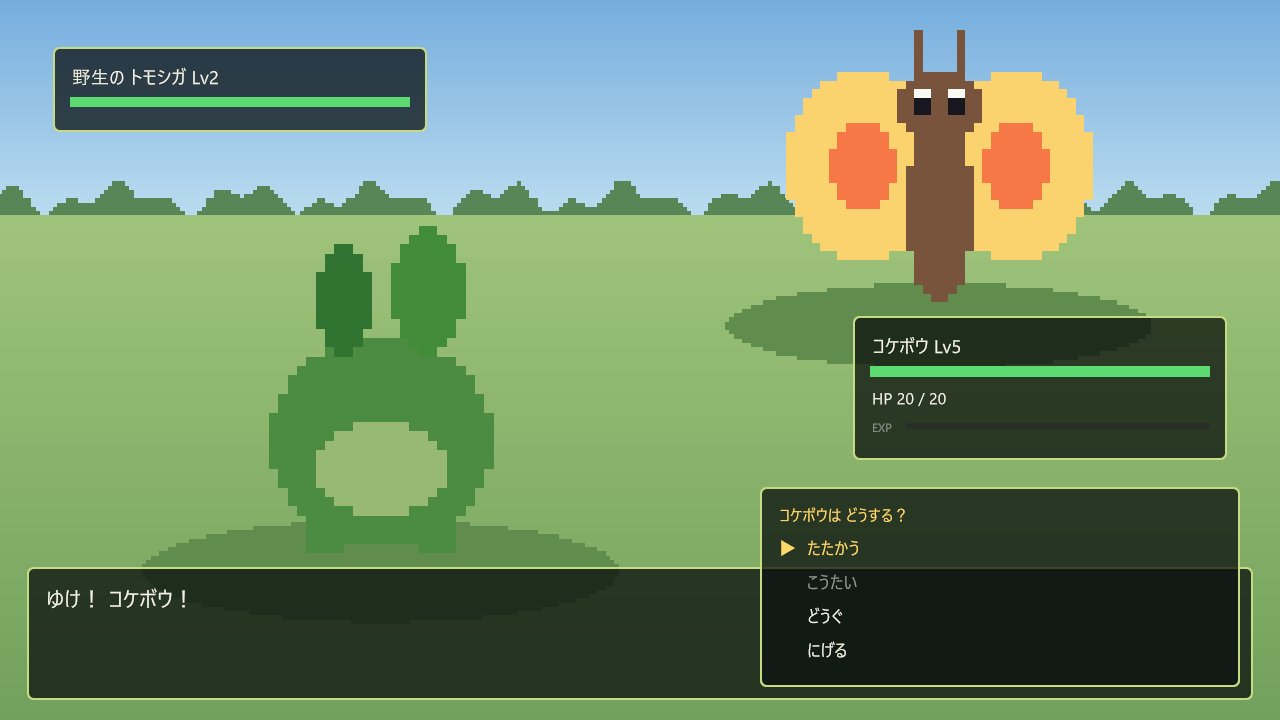 野生の トモシガ Lv2
コケボウ Lv5
HP 20 / 20
EXP
コケボウは どうする？
▶ たたかう
こうたい
どうぐ
にげる
ゆけ！ コケボウ！